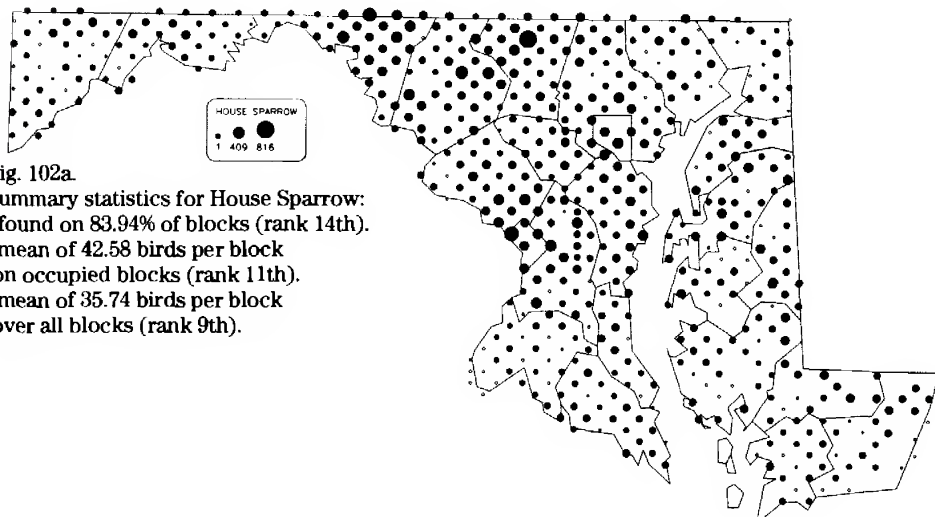 HOUSE SPARROW
1 409 816
ig. 102a.
ummary statistics for House Sparrow:
found on 83.94% of blocks (rank 14th).
mean of 42.58 birds per block
on occupied blocks (rank 11th).
mean of 35.74 birds per block
over all blocks (rank 9th).